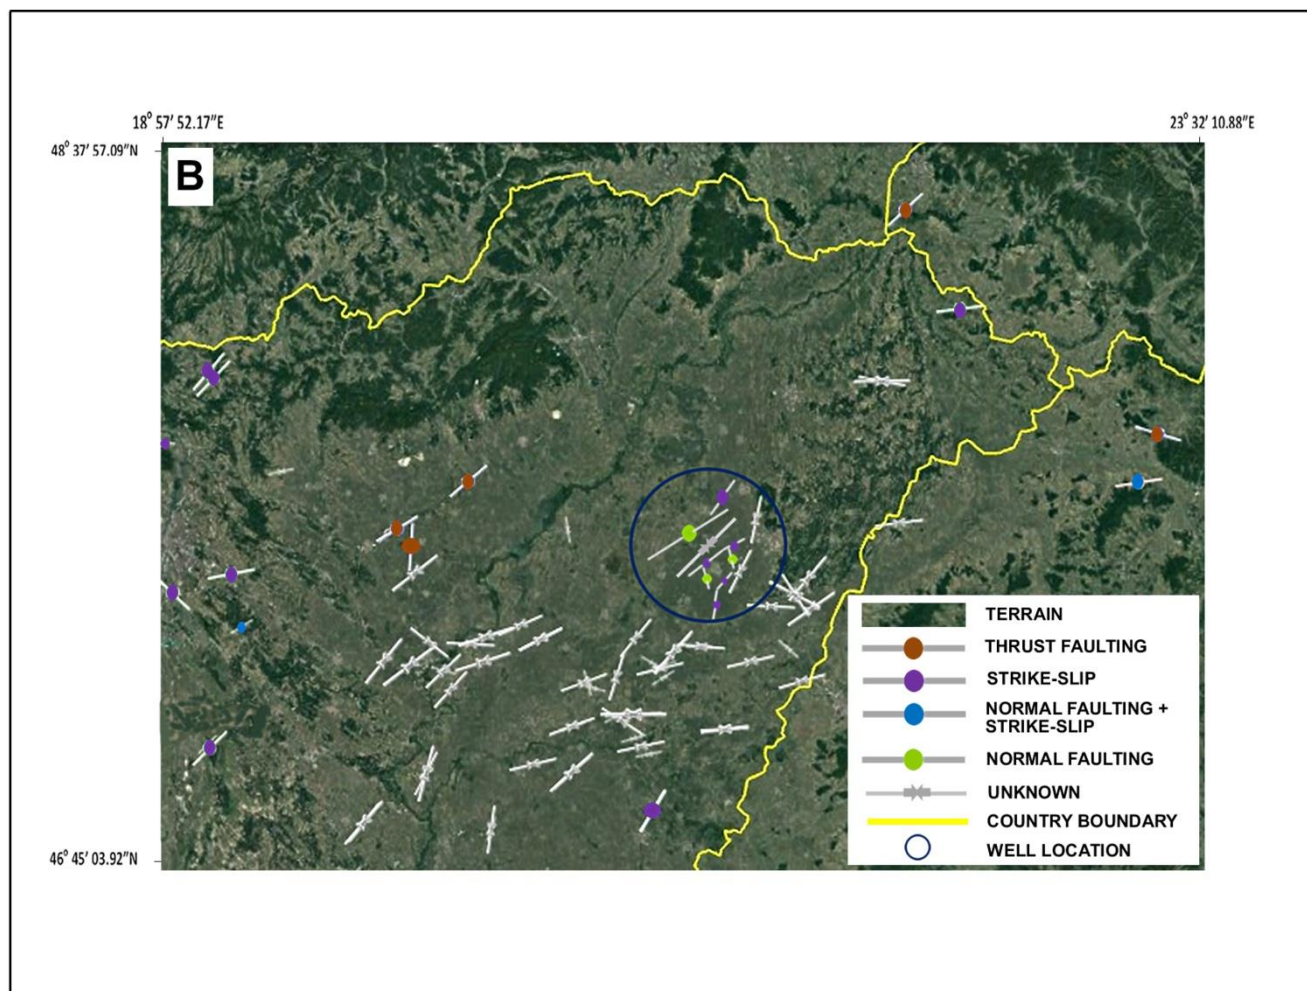 18° 57’ 52.17”E
23° 32’ 10.88”E
48° 37’ 57.09”N
B
46° 45’ 03.92”N
TERRAIN
THRUST FAULTING
STRIKE-SLIP
NORMAL FAULTING +
STRIKE-SLIP
NORMAL FAULTING
UNKNOWN
COUNTRY BOUNDARY
WELL LOCATION